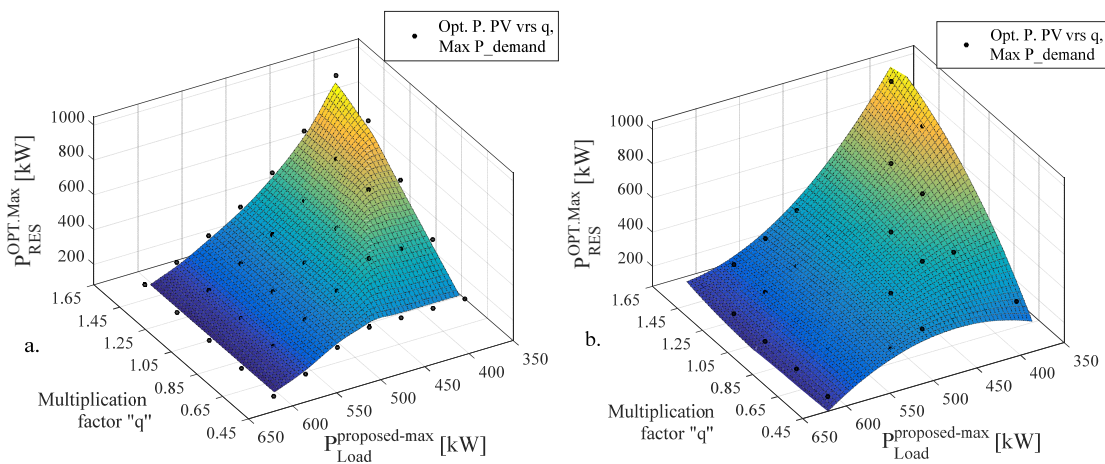 Opt. P. PV vrs q,
Max P_demand
1000
800
600
400
200
P_RES^OPT.Max [kW]
1.65
1.45
1.25
1.05
0.85
0.65
0.45
Multiplication
factor "q"
650
600
550
500
450
400
350
P_Load^proposed-max [kW]
a.
Opt. P. PV vrs q,
Max P_demand
1000
800
600
400
200
P_RES^OPT.Max [kW]
1.65
1.45
1.25
1.05
0.85
0.65
0.45
Multiplication
factor "q"
650
600
550
500
450
400
350
P_Load^proposed-max [kW]
b.